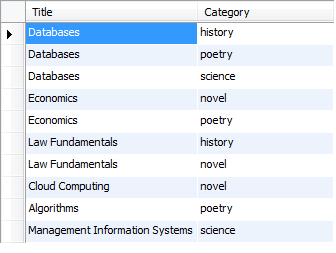 Title Category
Databases history
Databases poetry
Databases science
Economics novel
Economics poetry
Law Fundamentals history
Law Fundamentals novel
Cloud Computing novel
Algorithms poetry
Management Information Systems science